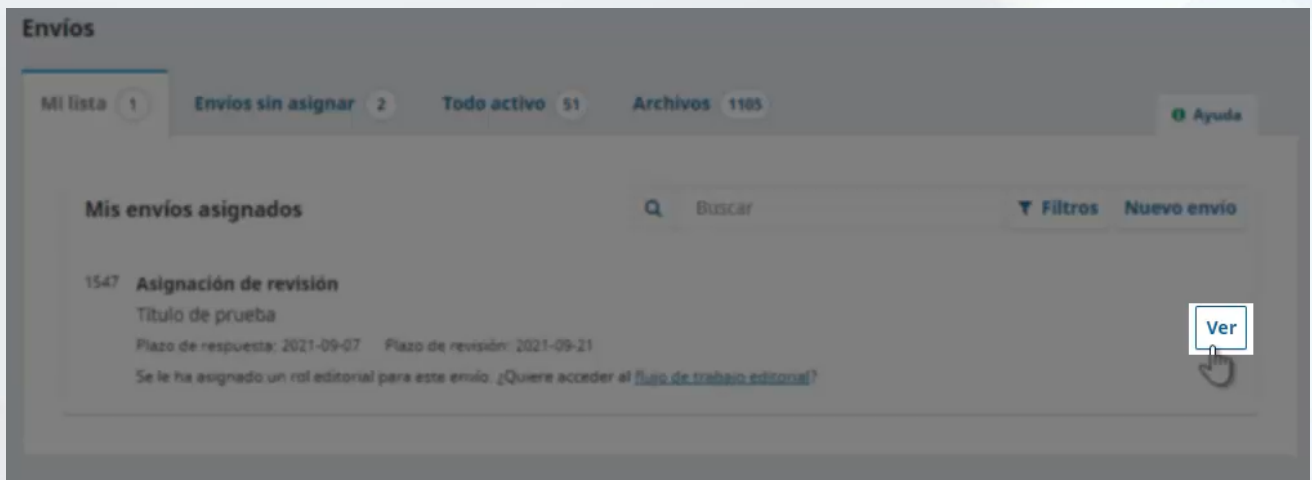 Envíos
Mi lista 1 Envíos sin asignar 2 Todo activo 51 Archivos 1105
Ayuda
Mis envíos asignados Buscar Filtros Nuevo envío
1547 Asignación de revisión
Título de prueba
Ver
Plazo de respuesta: 2021-09-07 Plazo de revisión: 2021-09-21
Se le ha asignado un rol editorial para este envío. ¿Quiere acceder al flujo de trabajo editorial?